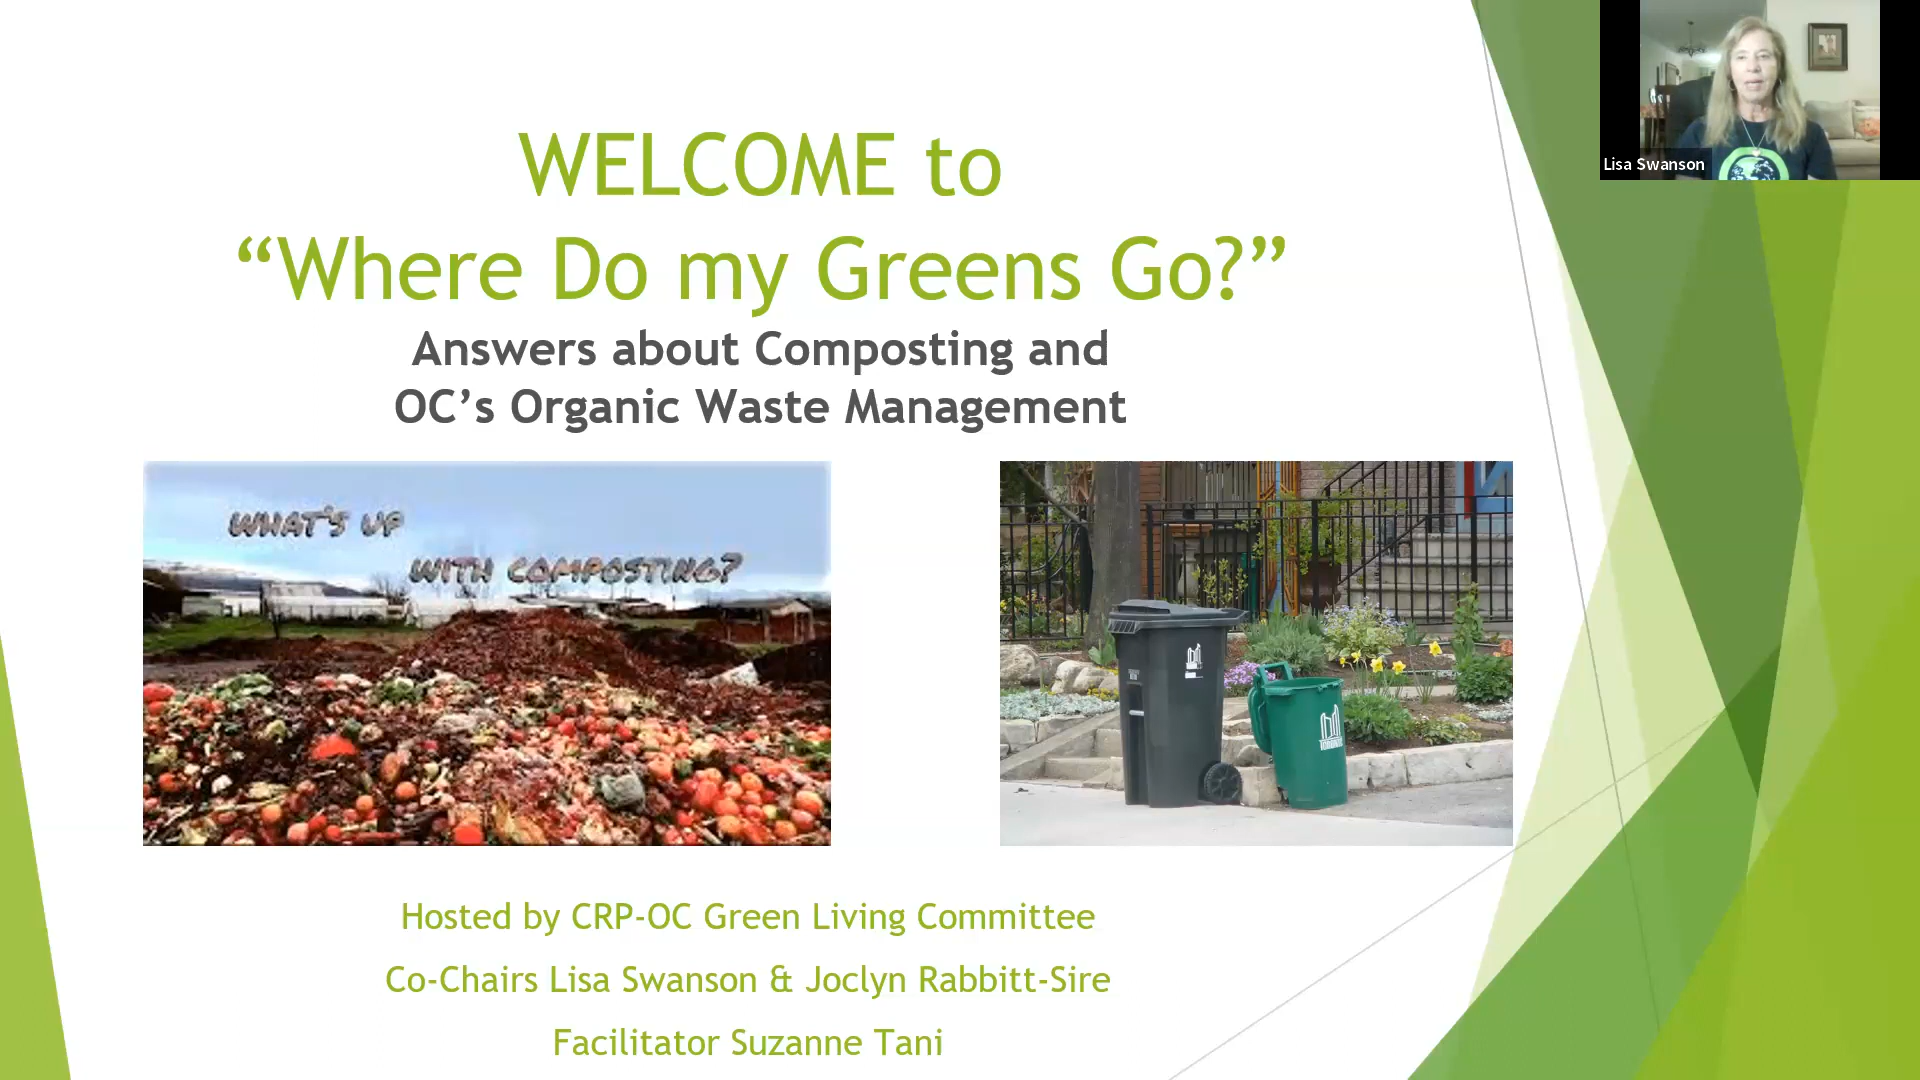 WELCOME to
“Where Do my Greens Go?”
Answers about Composting and
OC’s Organic Waste Management
WHAT'S UP
WITH COMPOSTING?
TORONTO
Hosted by CRP-OC Green Living Committee
Co-Chairs Lisa Swanson & Joclyn Rabbitt-Sire
Facilitator Suzanne Tani
Lisa Swanson